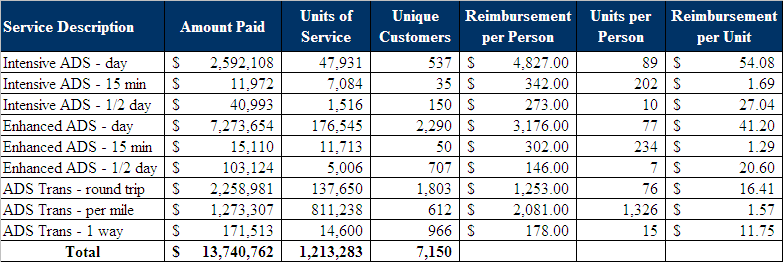 Service Description Amount Paid Units of Service Unique Customers Reimbursement per Person Units per Person Reimbursement per Unit
Intensive ADS - day $ 2,592,108 47,931 537 $ 4,827.00 89 $ 54.08
Intensive ADS - 15 min $ 11,972 7,084 35 $ 342.00 202 $ 1.69
Intensive ADS - 1/2 day $ 40,993 1,516 150 $ 273.00 10 $ 27.04
Enhanced ADS - day $ 7,273,654 176,545 2,290 $ 3,176.00 77 $ 41.20
Enhanced ADS - 15 min $ 15,110 11,713 50 $ 302.00 234 $ 1.29
Enhanced ADS - 1/2 day $ 103,124 5,006 707 $ 146.00 7 $ 20.60
ADS Trans - round trip $ 2,258,981 137,650 1,803 $ 1,253.00 76 $ 16.41
ADS Trans - per mile $ 1,273,307 811,238 612 $ 2,081.00 1,326 $ 1.57
ADS Trans - 1 way $ 171,513 14,600 966 $ 178.00 15 $ 11.75
Total $ 13,740,762 1,213,283 7,150